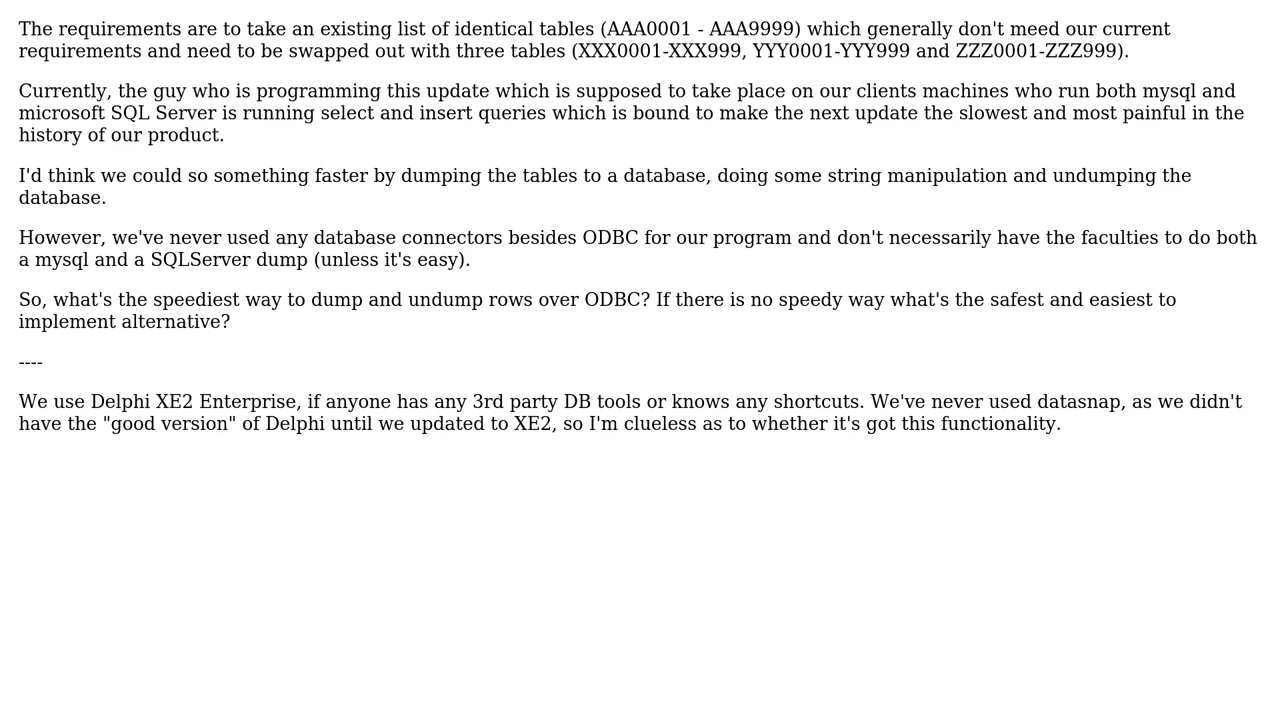 The requirements are to take an existing list of identical tables (AAA0001 - AAA9999) which generally don't meed our current
requirements and need to be swapped out with three tables (XXX0001-XXX999, YYY0001-YYY999 and ZZZ0001-ZZZ999).
Currently, the guy who is programming this update which is supposed to take place on our clients machines who run both mysql and
microsoft SQL Server is running select and insert queries which is bound to make the next update the slowest and most painful in the
history of our product.
I'd think we could so something faster by dumping the tables to a database, doing some string manipulation and undumping the
database.
However, we've never used any database connectors besides ODBC for our program and don't necessarily have the faculties to do both
a mysql and a SQLServer dump (unless it's easy).
So, what's the speediest way to dump and undump rows over ODBC? If there is no speedy way what's the safest and easiest to
implement alternative?
----
We use Delphi XE2 Enterprise, if anyone has any 3rd party DB tools or knows any shortcuts. We've never used datasnap, as we didn't
have the "good version" of Delphi until we updated to XE2, so I'm clueless as to whether it's got this functionality.